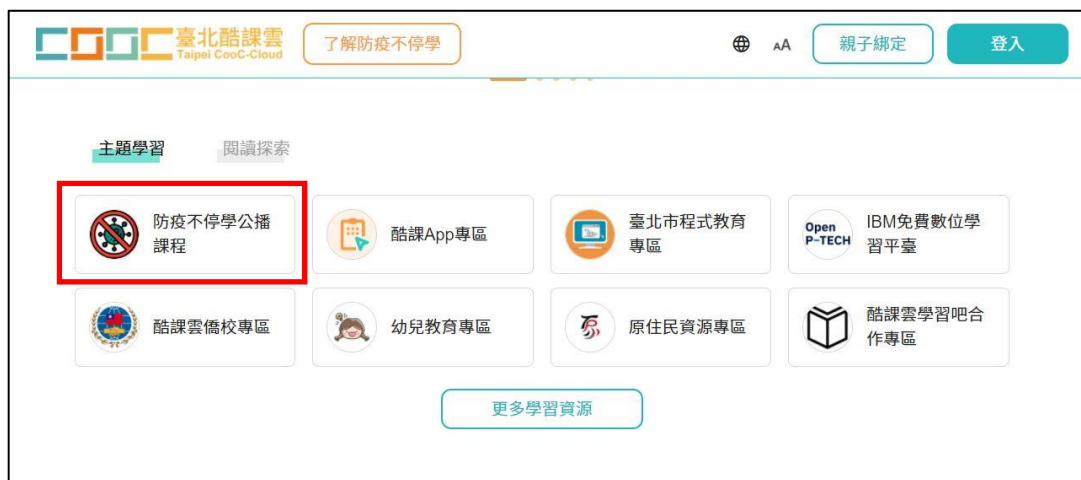 COOC 臺北酷課雲
Taipei CooC-Cloud
了解防疫不停學
AA
親子綁定
登入
主題學習
閱讀探索
防疫不停學公播
課程
酷課App專區
臺北市程式教育
專區
Open
P-TECH
IBM免費數位學
習平臺
酷課雲僑校專區
幼兒教育專區
原住民資源專區
酷課雲學習吧合
作專區
更多學習資源